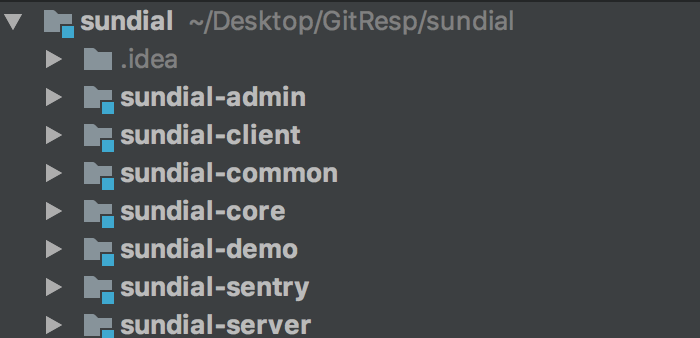 sundial ~/Desktop/GitResp/sundial
.idea
sundial-admin
sundial-client
sundial-common
sundial-core
sundial-demo
sundial-sentry
sundial-server